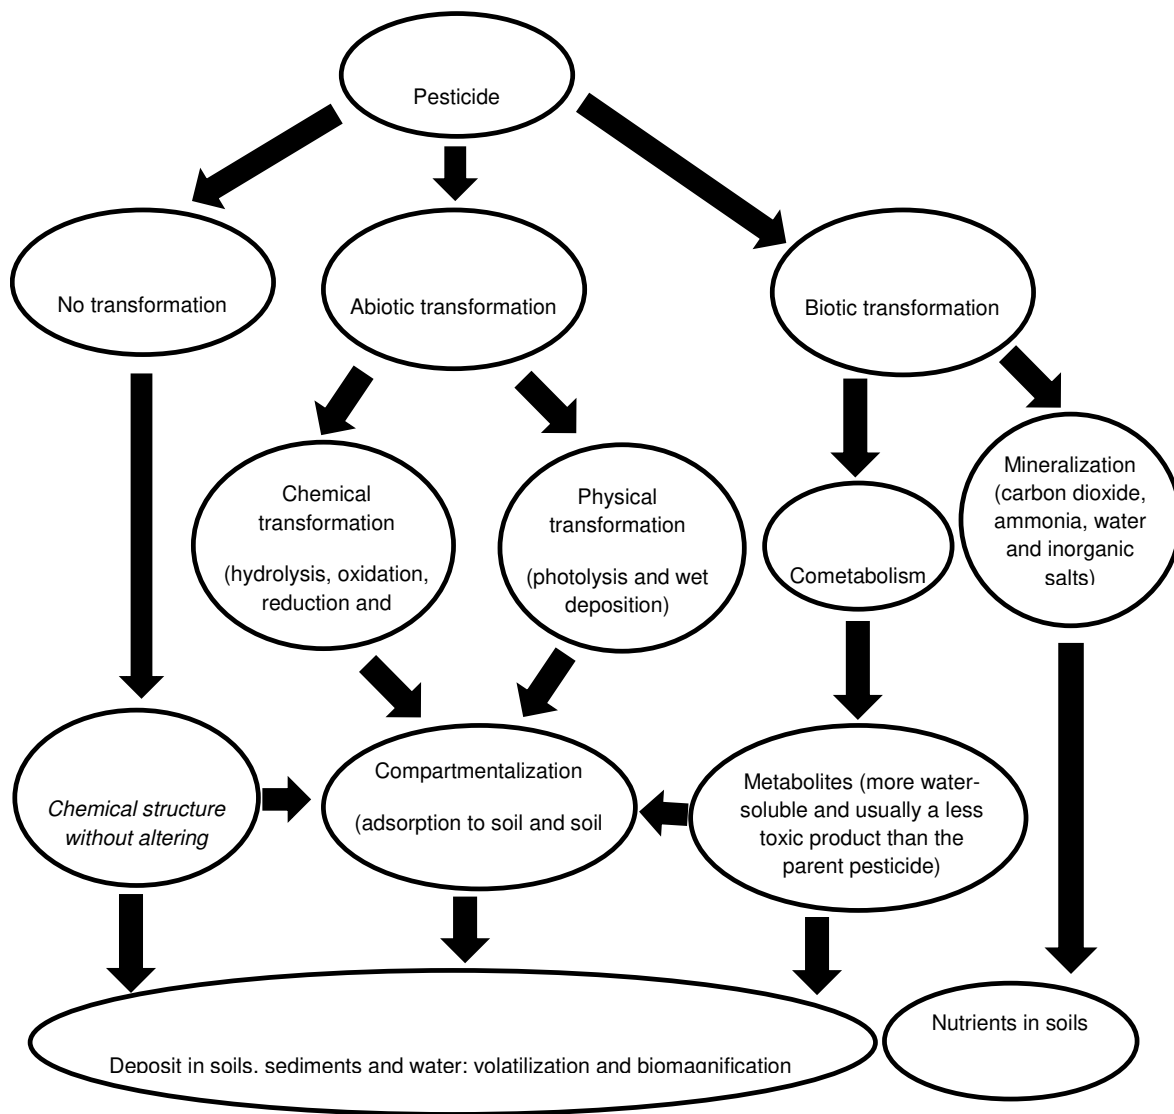 Pesticide
No transformation
Abiotic transformation
Biotic transformation
Chemical
transformation
(hydrolysis, oxidation,
reduction and
Physical
transformation
(photolysis and wet
deposition)
Cometabolism
Mineralization
(carbon dioxide,
ammonia, water
and inorganic
salts)
Chemical structure
without altering
Compartmentalization
(adsorption to soil and soil
Metabolites (more water-
soluble and usually a less
toxic product than the
parent pesticide)
Deposit in soils, sediments and water; volatilization and biomagnification
Nutrients in soils